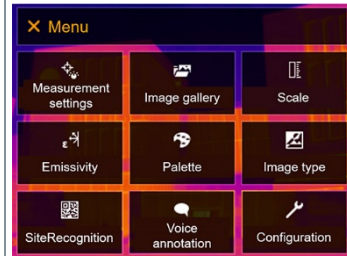 Menu
Measurement
settings
Image gallery
Scale
ε
Emissivity
Palette
Image type
SiteRecognition
Voice
annotation
Configuration